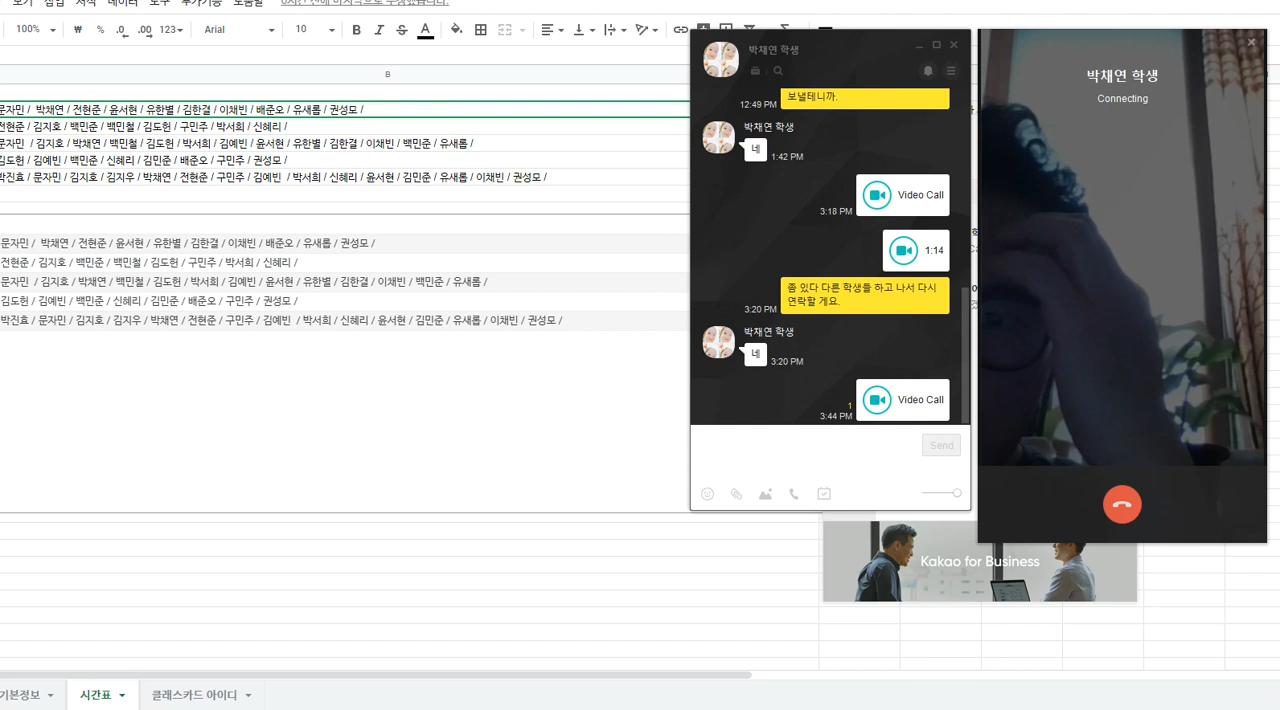 보기 삽입 서식 데이터 도구 부가기능 도움말
100% ₩ % .0 .00 123 Arial 10 B I S A
B
문자민 / 박채연 / 전현준 / 윤서현 / 유한별 / 김한결 / 이채빈 / 배준오 / 유새롬 / 권성모 /
전현준 / 김지호 / 백민준 / 백민철 / 김도헌 / 구민주 / 박서희 / 신혜리 /
문자민 / 김지호 / 박채연 / 백민철 / 김도헌 / 박서희 / 김예빈 / 윤서현 / 유한별 / 김한결 / 이채빈 / 백민준 / 유새롬 /
김도헌 / 김예빈 / 백민준 / 신혜리 / 김민준 / 배준오 / 구민주 / 권성모 /
박진효 / 문자민 / 김지호 / 김지우 / 박채연 / 전현준 / 구민주 / 김예빈 / 박서희 / 신혜리 / 윤서현 / 김민준 / 유새롬 / 이채빈 / 권성모 /
문자민 / 박채연 / 전현준 / 윤서현 / 유한별 / 김한결 / 이채빈 / 배준오 / 유새롬 / 권성모 /
전현준 / 김지호 / 백민준 / 백민철 / 김도헌 / 구민주 / 박서희 / 신혜리 /
문자민 / 김지호 / 박채연 / 백민철 / 김도헌 / 박서희 / 김예빈 / 윤서현 / 유한별 / 김한결 / 이채빈 / 백민준 / 유새롬 /
김도헌 / 김예빈 / 백민준 / 신혜리 / 김민준 / 배준오 / 구민주 / 권성모 /
박진효 / 문자민 / 김지호 / 김지우 / 박채연 / 전현준 / 구민주 / 김예빈 / 박서희 / 신혜리 / 윤서현 / 김민준 / 유새롬 / 이채빈 / 권성모 /
박채연 학생
보낼테니까.
12:49 PM
박채연 학생
네
1:42 PM
Video Call
3:18 PM
1:14
좀 있다 다른 학생을 하고 나서 다시
연락할 게요.
3:20 PM
박채연 학생
네
3:20 PM
Video Call
1
3:44 PM
Send
박채연 학생
Connecting
Kakao for Business
기본정보 시간표 클래스카드 아이디